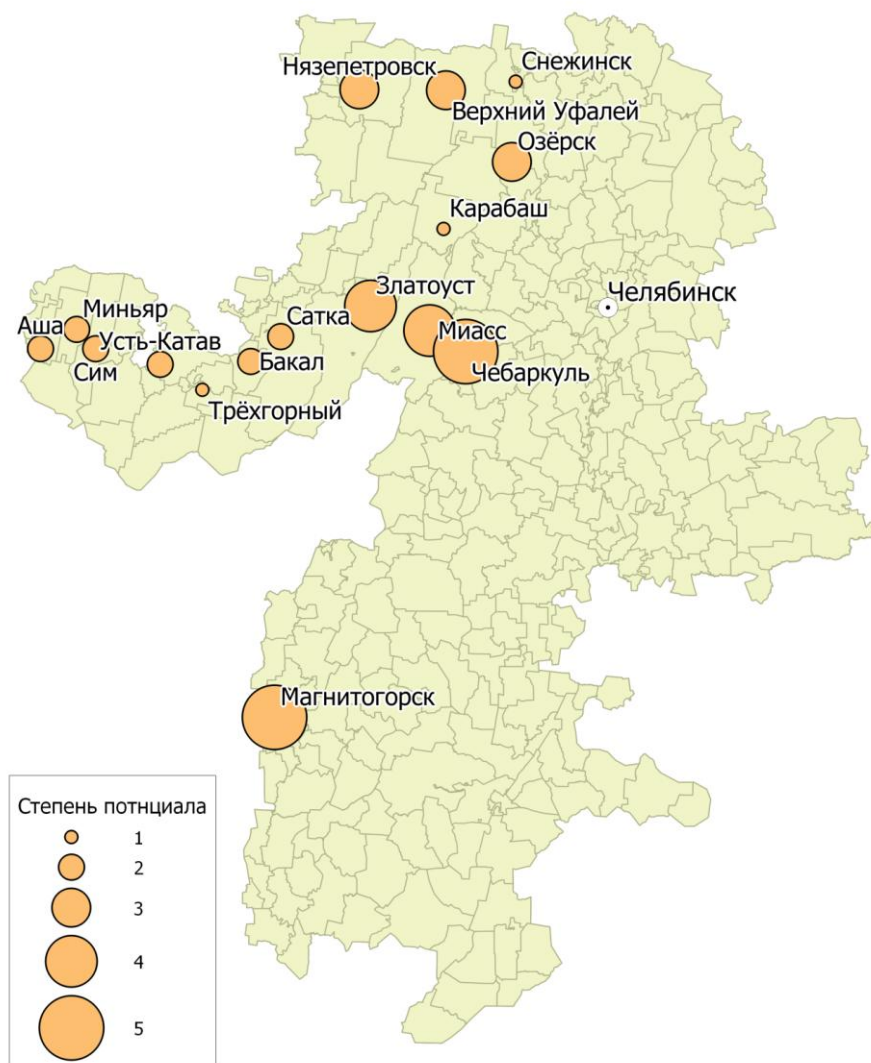 Снежинск
Нязепетровск
Верхний Уфалей
Озёрск
Карабаш
Златоуст
Челябинск
Миньяр
Аша
Сатка
Миасс
Усть-Катав
Сим
Бакал
Чебаркуль
Трёхгорный
Магнитогорск
Степень потнциала
1
2
3
4
5